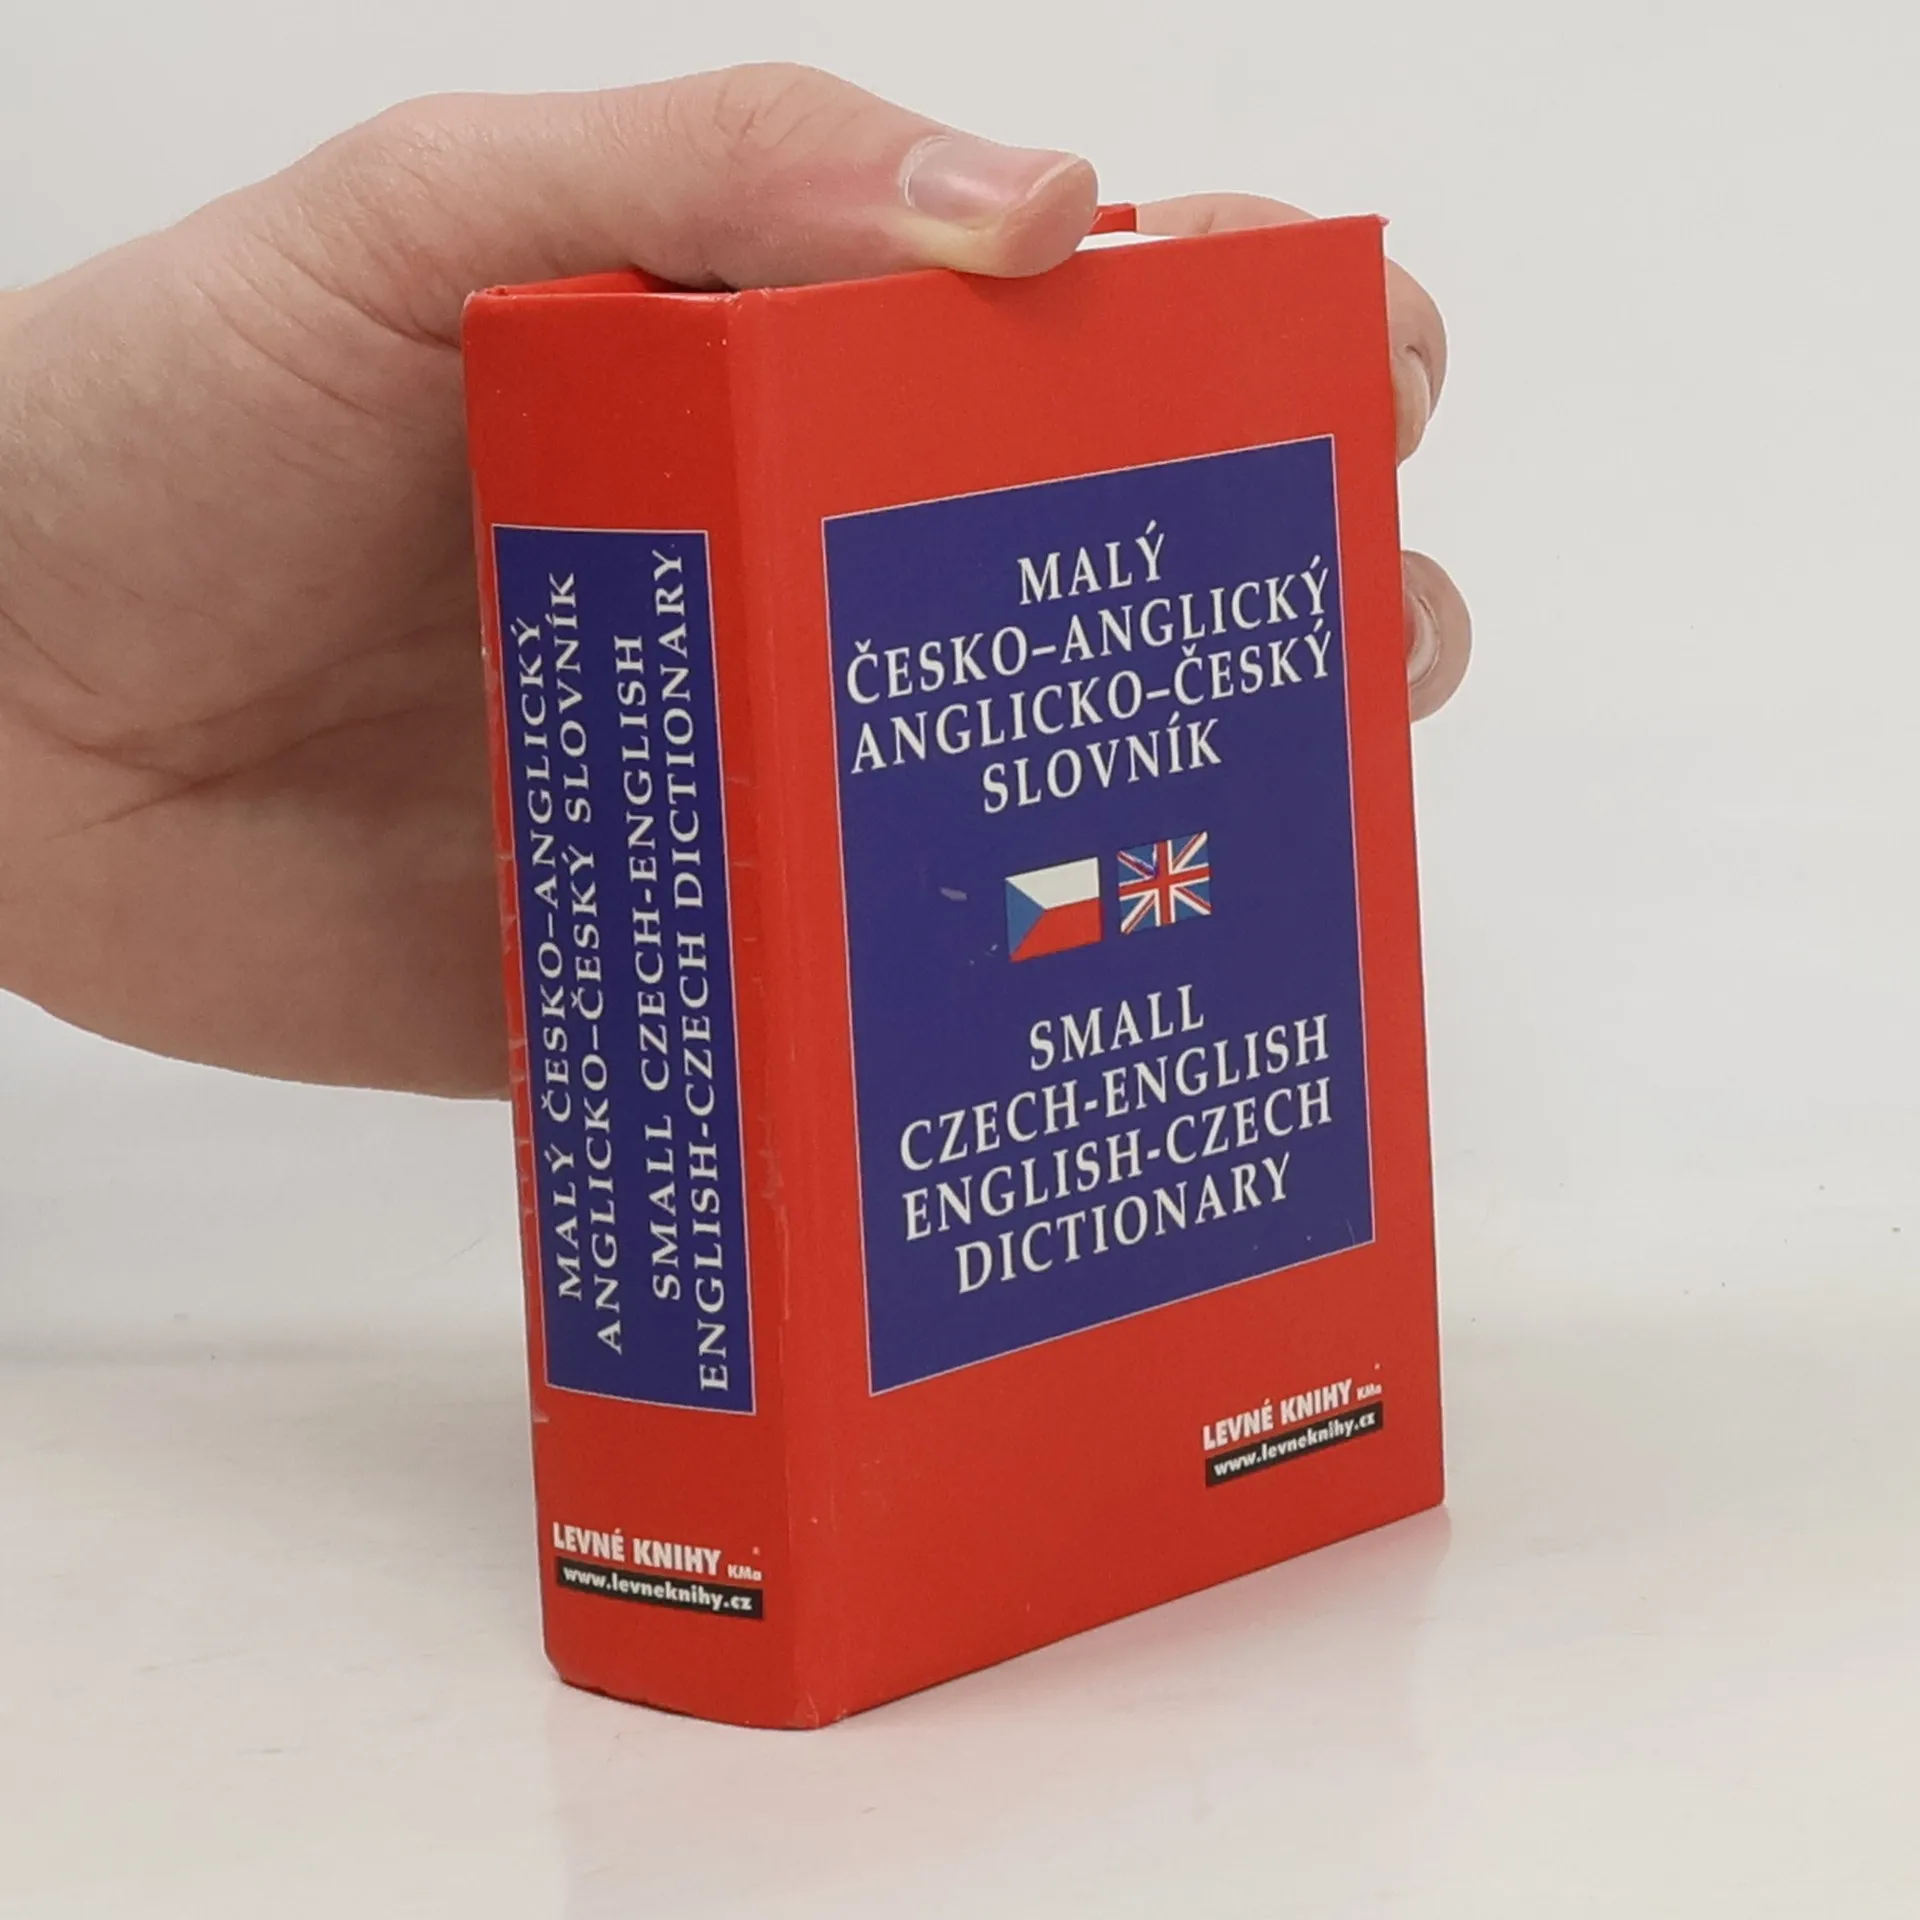 MALÝ ČESKO–ANGLICKÝ
ANGLICKO–ČESKÝ SLOVNÍK
SMALL CZECH-ENGLISH
ENGLISH-CZECH DICTIONARY
LEVNÉ KNIHY KMa
www.levneknihy.cz
MALÝ
ČESKO–ANGLICKÝ
ANGLICKO–ČESKÝ
SLOVNÍK
SMALL
CZECH-ENGLISH
ENGLISH-CZECH
DICTIONARY
LEVNÉ KNIHY KMa
www.levneknihy.cz